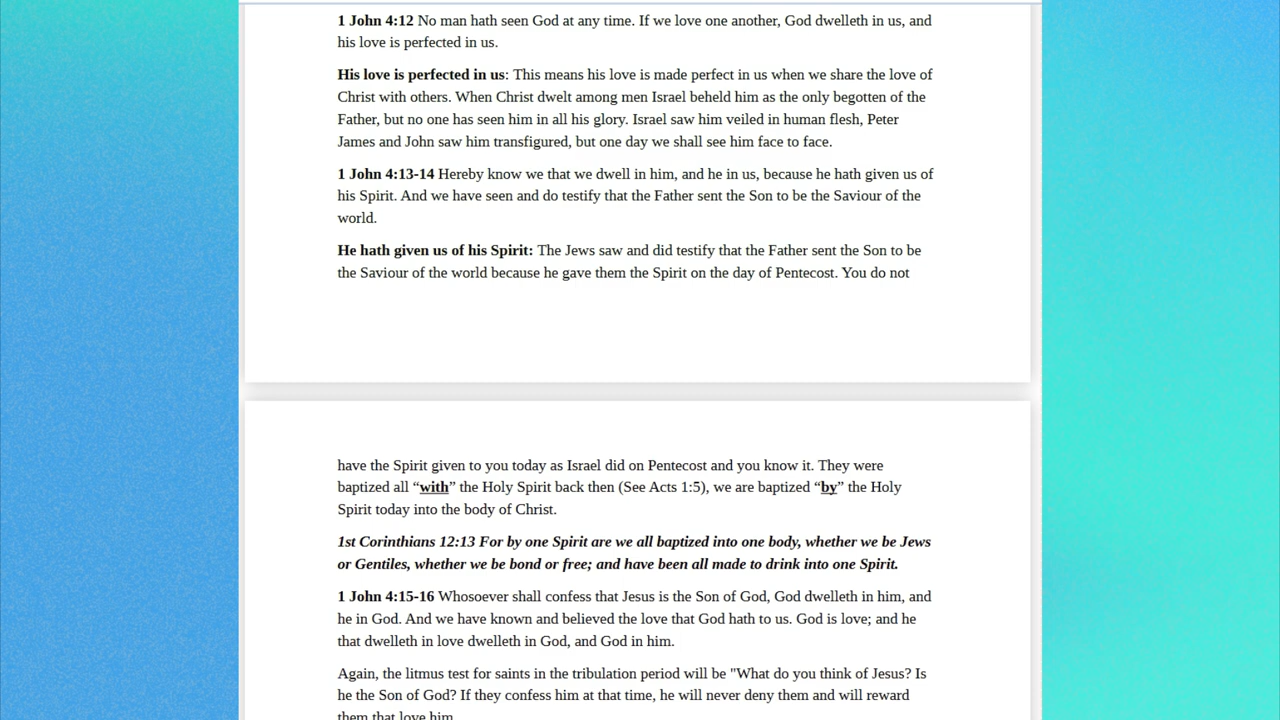 1 John 4:12 No man hath seen God at any time. If we love one another, God dwelleth in us, and
his love is perfected in us.
His love is perfected in us: This means his love is made perfect in us when we share the love of
Christ with others. When Christ dwelt among men Israel beheld him as the only begotten of the
Father, but no one has seen him in all his glory. Israel saw him veiled in human flesh, Peter
James and John saw him transfigured, but one day we shall see him face to face.
1 John 4:13-14 Hereby know we that we dwell in him, and he in us, because he hath given us of
his Spirit. And we have seen and do testify that the Father sent the Son to be the Saviour of the
world.
He hath given us of his Spirit: The Jews saw and did testify that the Father sent the Son to be
the Saviour of the world because he gave them the Spirit on the day of Pentecost. You do not
have the Spirit given to you today as Israel did on Pentecost and you know it. They were
baptized all “with” the Holy Spirit back then (See Acts 1:5), we are baptized “by” the Holy
Spirit today into the body of Christ.
1st Corinthians 12:13 For by one Spirit are we all baptized into one body, whether we be Jews
or Gentiles, whether we be bond or free; and have been all made to drink into one Spirit.
1 John 4:15-16 Whosoever shall confess that Jesus is the Son of God, God dwelleth in him, and
he in God. And we have known and believed the love that God hath to us. God is love; and he
that dwelleth in love dwelleth in God, and God in him.
Again, the litmus test for saints in the tribulation period will be "What do you think of Jesus? Is
he the Son of God? If they confess him at that time, he will never deny them and will reward
them that love him